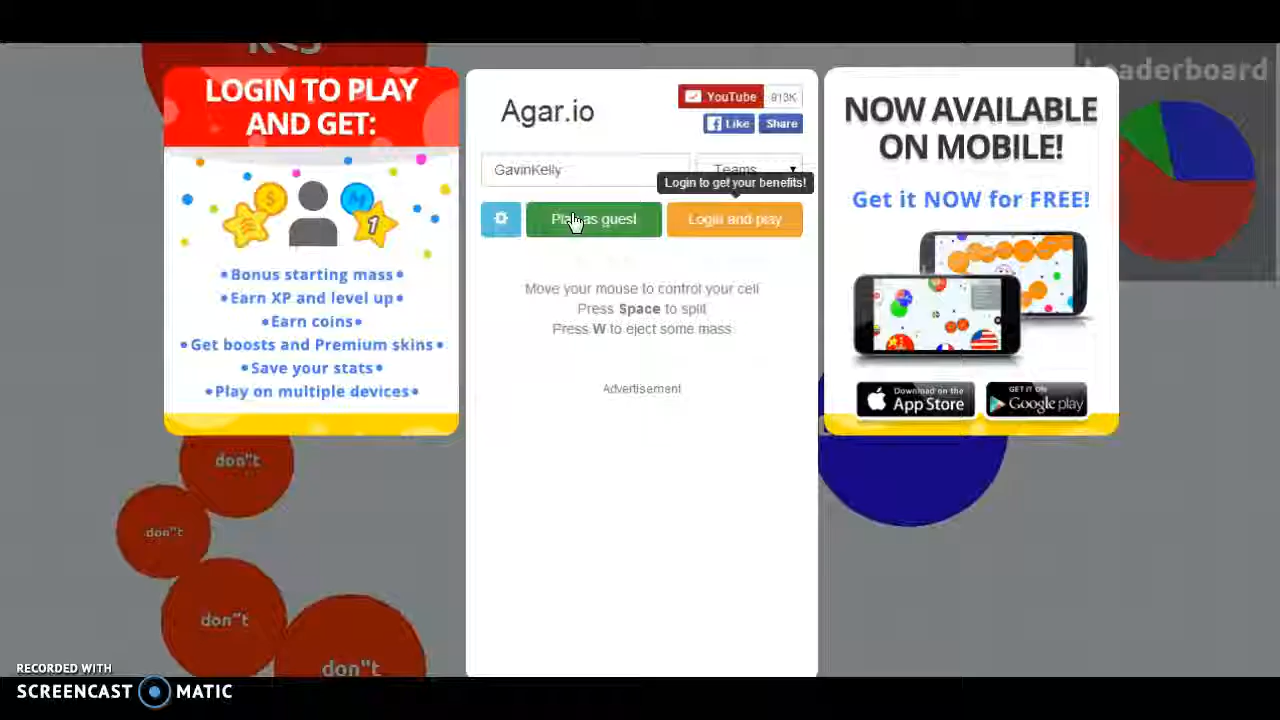 Leaderboard
LOGIN TO PLAY
AND GET:
•Bonus starting mass•
•Earn XP and level up•
•Earn coins•
•Get boosts and Premium skins•
•Save your stats•
•Play on multiple devices•
Agar.io
YouTube 913K
Like Share
GavinKelly Teams
Login to get your benefits!
Play as guest Login and play
Move your mouse to control your cell
Press Space to split
Press W to eject some mass
Advertisement
NOW AVAILABLE
ON MOBILE!
Get it NOW for FREE!
Download on the
App Store
GET IT ON
Google play
don"t
don"t
don"t
don"t
RECORDED WITH
SCREENCAST MATIC